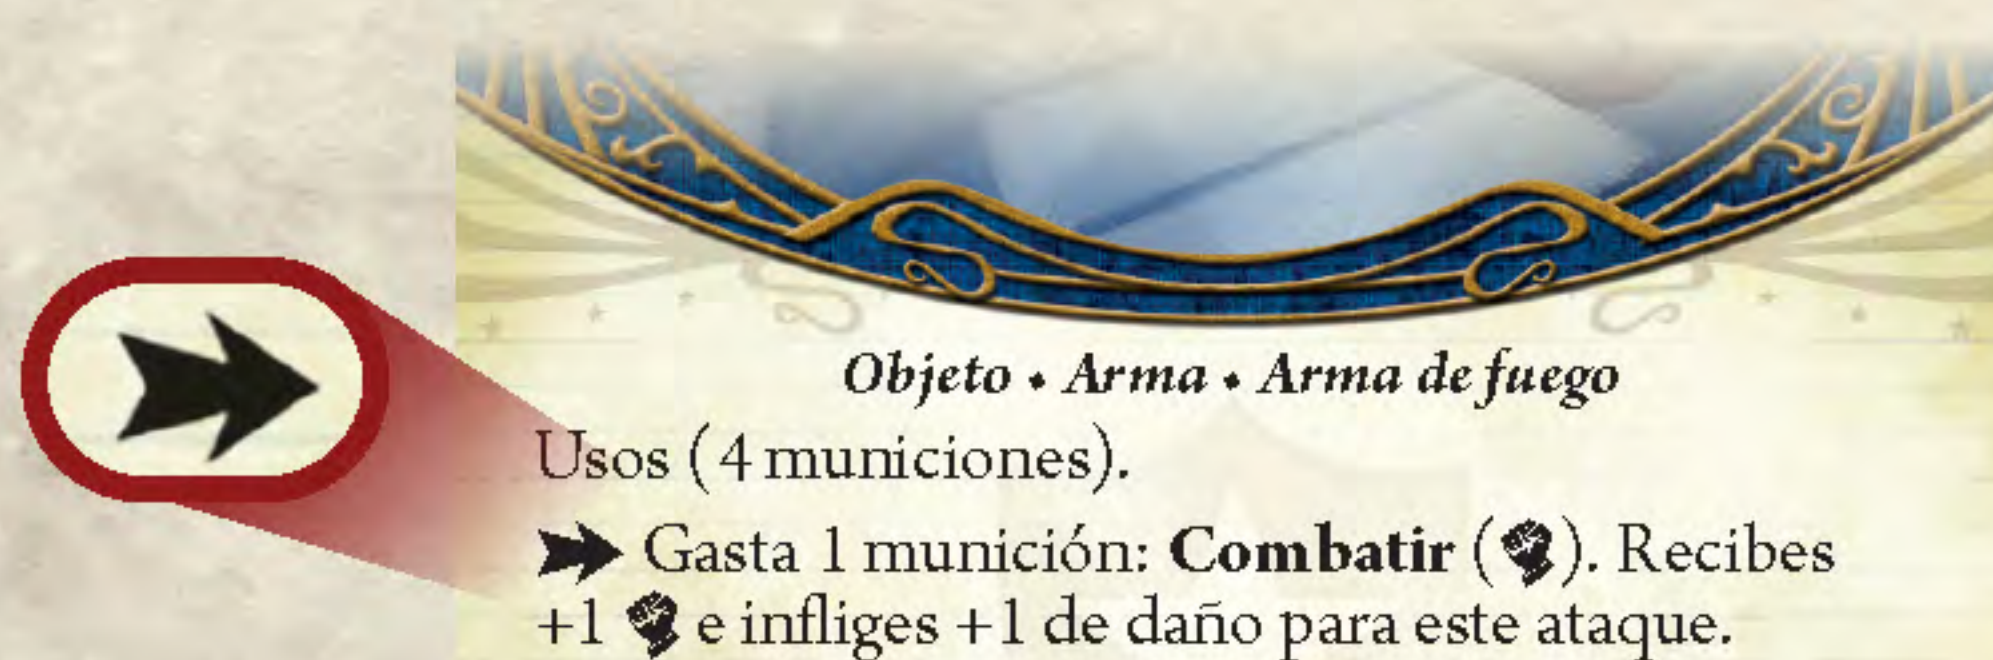 Objeto • Arma • Arma de fuego
Usos (4 municiones).
Gasta 1 munición: Combatir (). Recibes
+1 e infliges +1 de daño para este ataque.